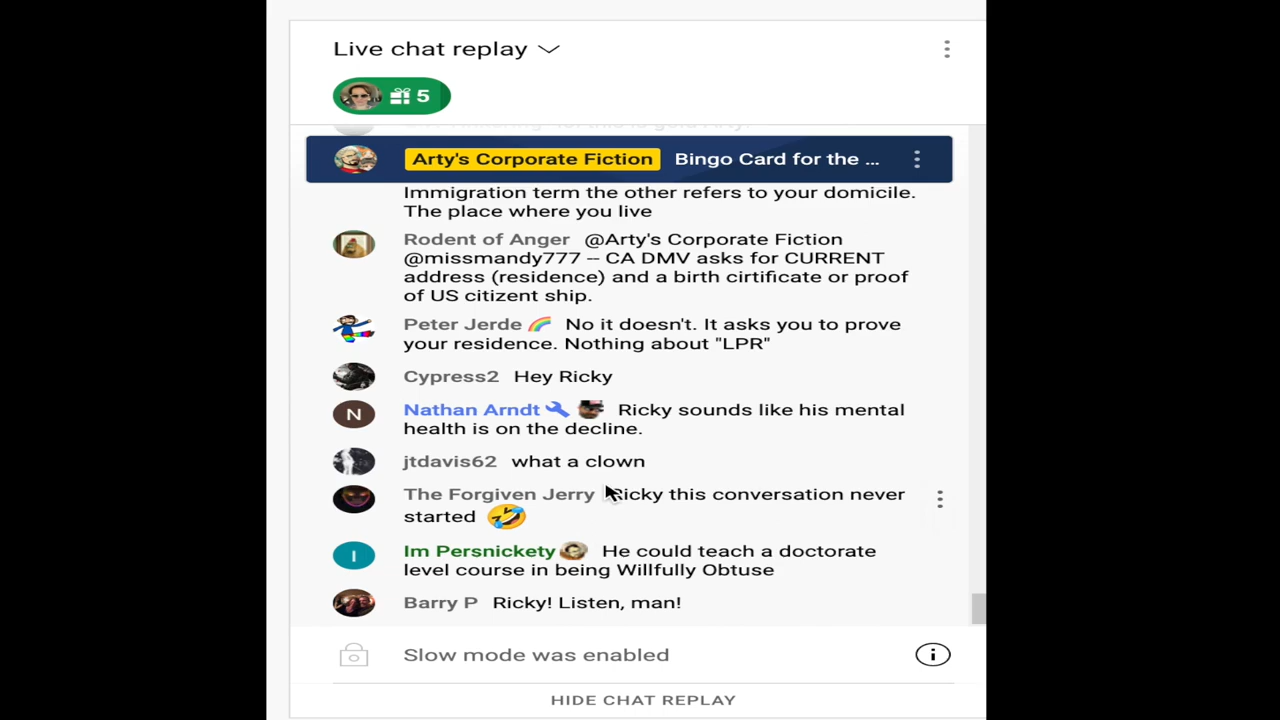 Live chat replay
5
Arty's Corporate Fiction Bingo Card for the ...
Immigration term the other refers to your domicile.
The place where you live
Rodent of Anger @Arty's Corporate Fiction
@missmandy777 -- CA DMV asks for CURRENT
address (residence) and a birth cirtificate or proof
of US citizen ship.
Peter Jerde 🌈 No it doesn't. It asks you to prove
your residence. Nothing about "LPR"
Cypress2 Hey Ricky
N
Nathan Arndt Ricky sounds like his mental
health is on the decline.
jtdavis62 what a clown
The Forgiven Jerry Ricky this conversation never
started 🤣
I
Im Persnickety He could teach a doctorate
level course in being Willfully Obtuse
Barry P Ricky! Listen, man!
Slow mode was enabled
HIDE CHAT REPLAY